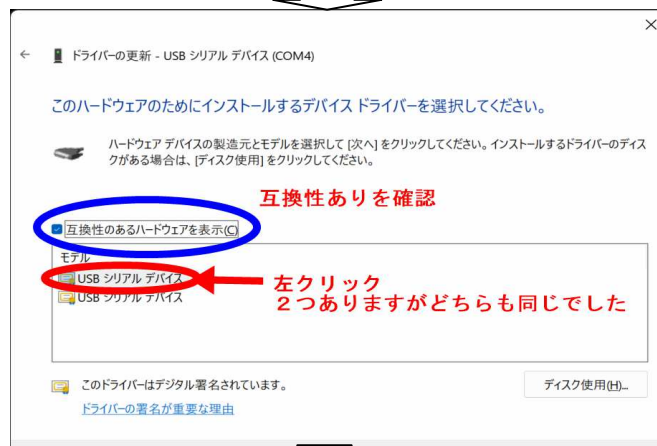 ドライバーの更新 - USB シリアル デバイス (COM4)
このハードウェアのためにインストールするデバイス ドライバーを選択してください。
ハードウェア デバイスの製造元とモデルを選択して [次へ] をクリックしてください。インストールするドライバーのディス
クがある場合は、[ディスク使用] をクリックしてください。
互換性ありを確認
互換性のあるハードウェアを表示(C)
モデル
USB シリアル デバイス
USB シリアル デバイス
左クリック
２つありますがどちらも同じでした
このドライバーはデジタル署名されています。
ディスク使用(H)...
ドライバーの署名が重要な理由